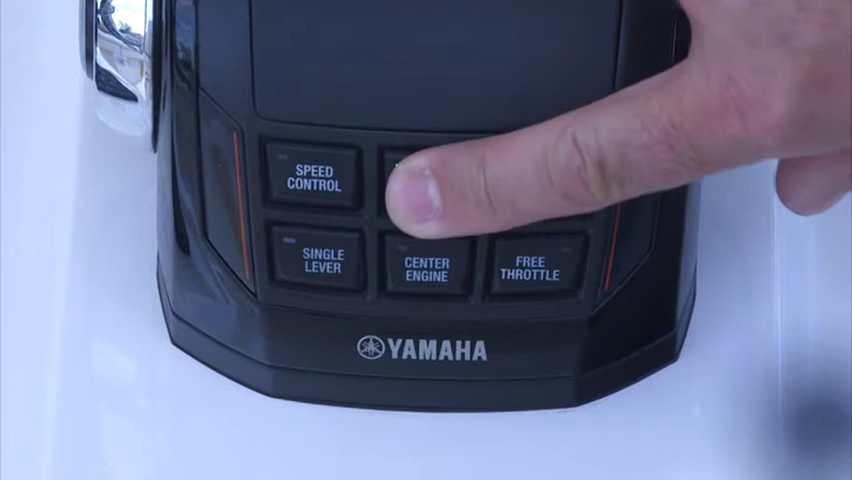 SPEED
CONTROL
SINGLE
LEVER
CENTER
ENGINE
FREE
THROTTLE
YAMAHA